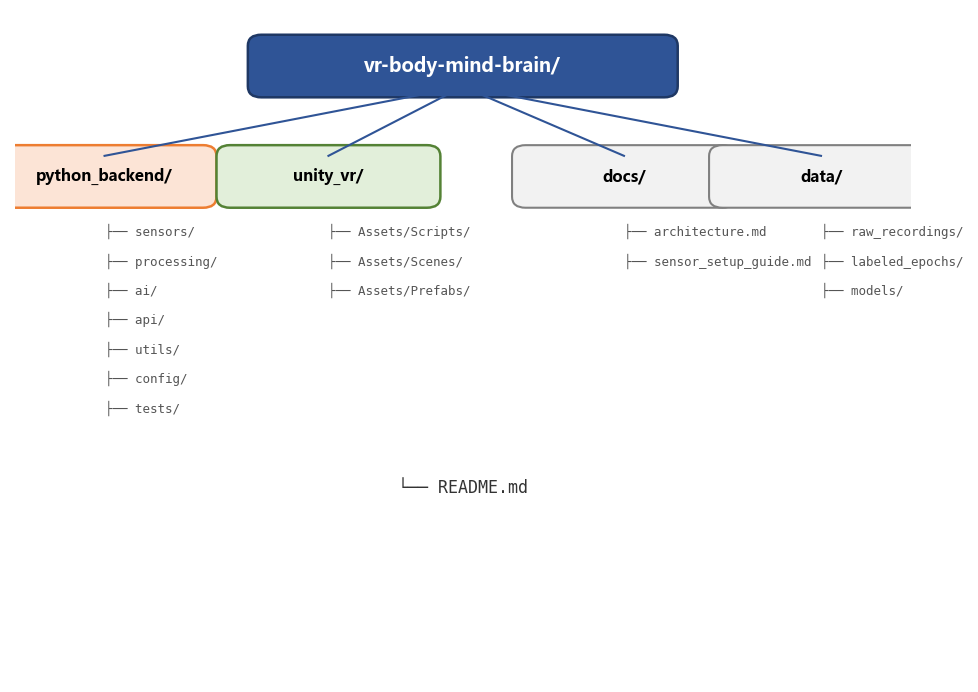 vr-body-mind-brain/
python_backend/
├── sensors/
├── processing/
├── ai/
├── api/
├── utils/
├── config/
├── tests/
unity_vr/
├── Assets/Scripts/
├── Assets/Scenes/
├── Assets/Prefabs/
docs/
├── architecture.md
├── sensor_setup_guide.md
data/
├── raw_recordings/
├── labeled_epochs/
├── models/
└── README.md